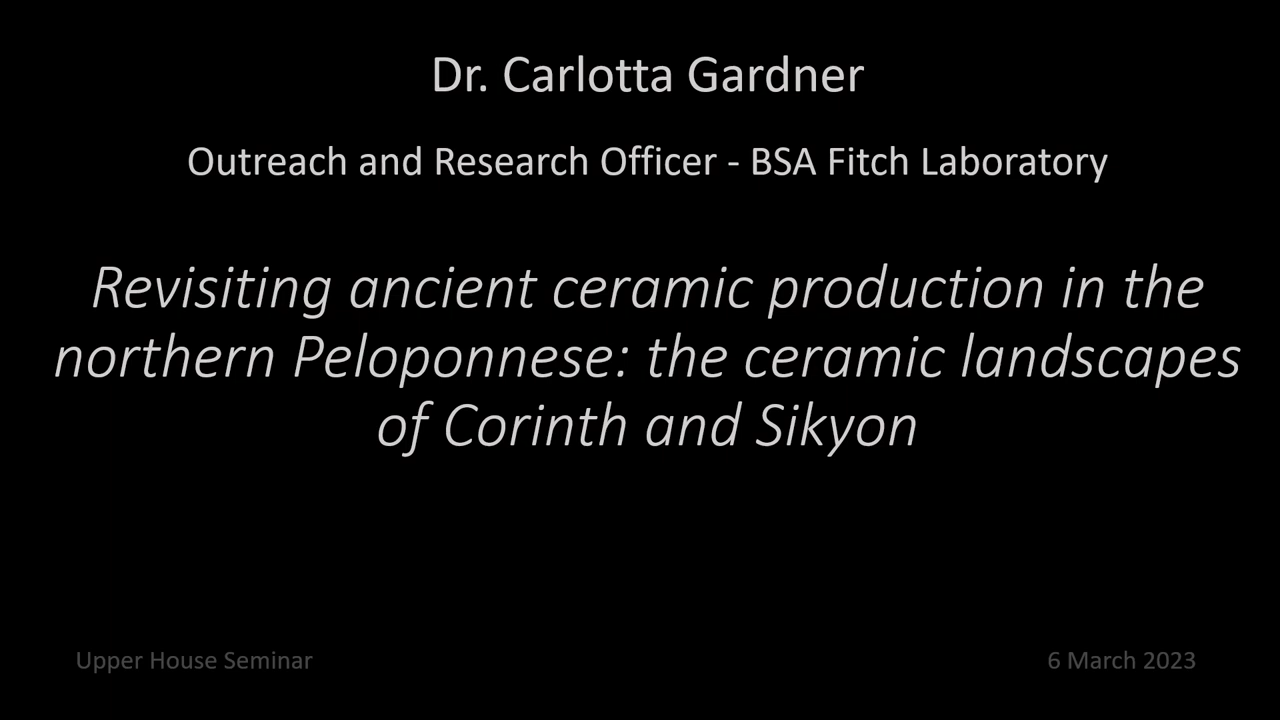 Dr. Carlotta Gardner
Outreach and Research Officer - BSA Fitch Laboratory
Revisiting ancient ceramic production in the
northern Peloponnese: the ceramic landscapes
of Corinth and Sikyon
Upper House Seminar
6 March 2023